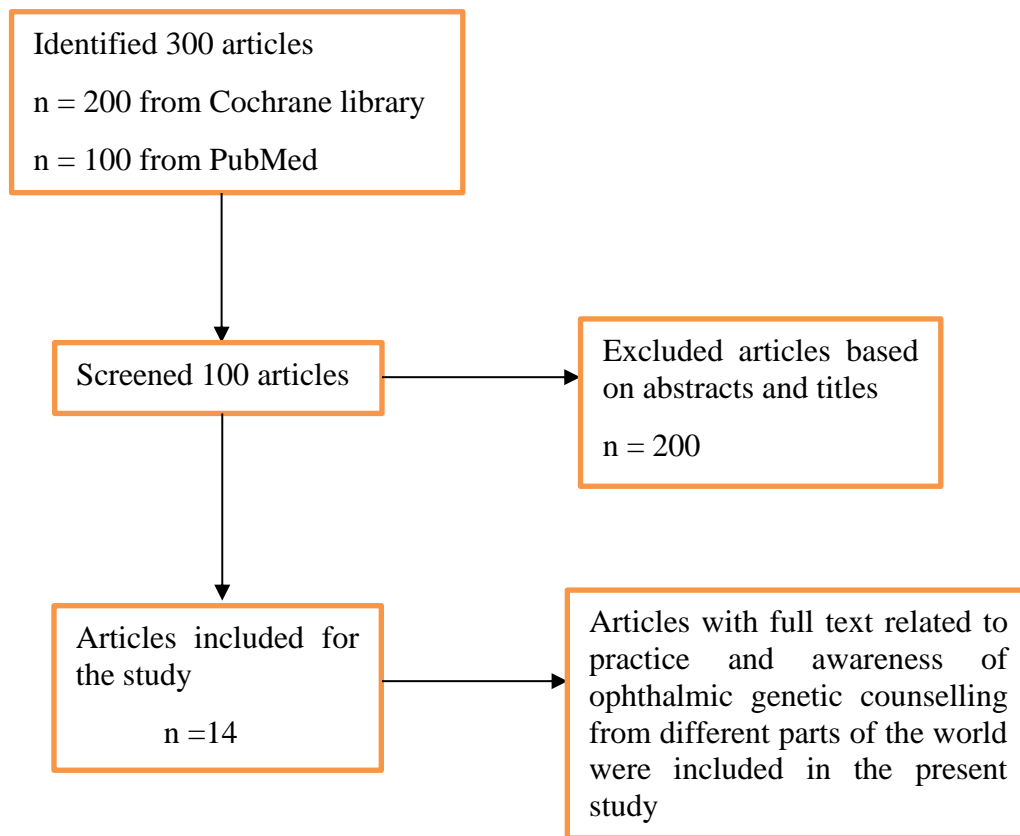 Identified 300 articles
n = 200 from Cochrane library
n = 100 from PubMed
Screened 100 articles
Excluded articles based
on abstracts and titles
n = 200
Articles included for
the study
n =14
Articles with full text related to
practice and awareness of
ophthalmic genetic counselling
from different parts of the world
were included in the present
study